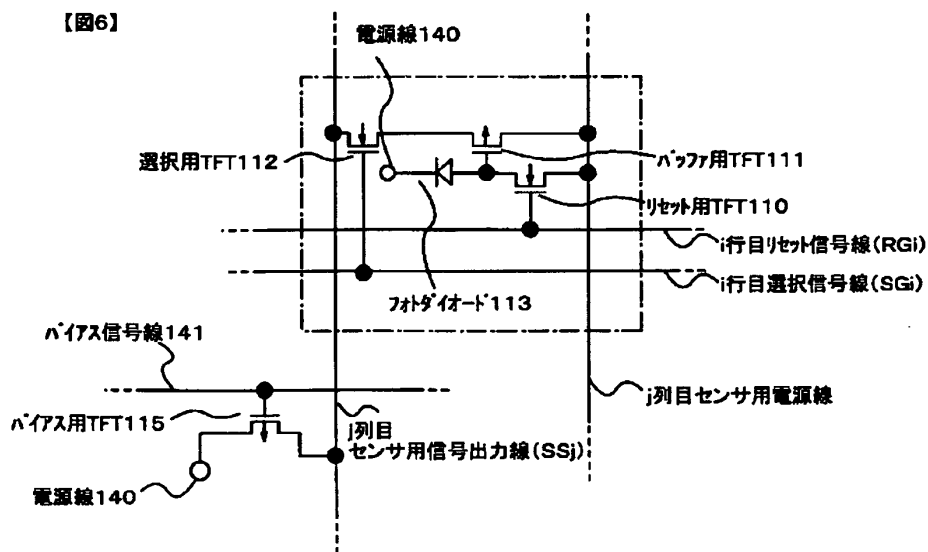 【図6】
電源線140
選択用TFT112
バッファ用TFT111
リセット用TFT110
i行目リセット信号線(RGi)
i行目選択信号線(SGi)
フォトダイオード113
バイアス信号線141
j列目センサ用電源線
バイアス用TFT115
j列目
センサ用信号出力線(SSj)
電源線140